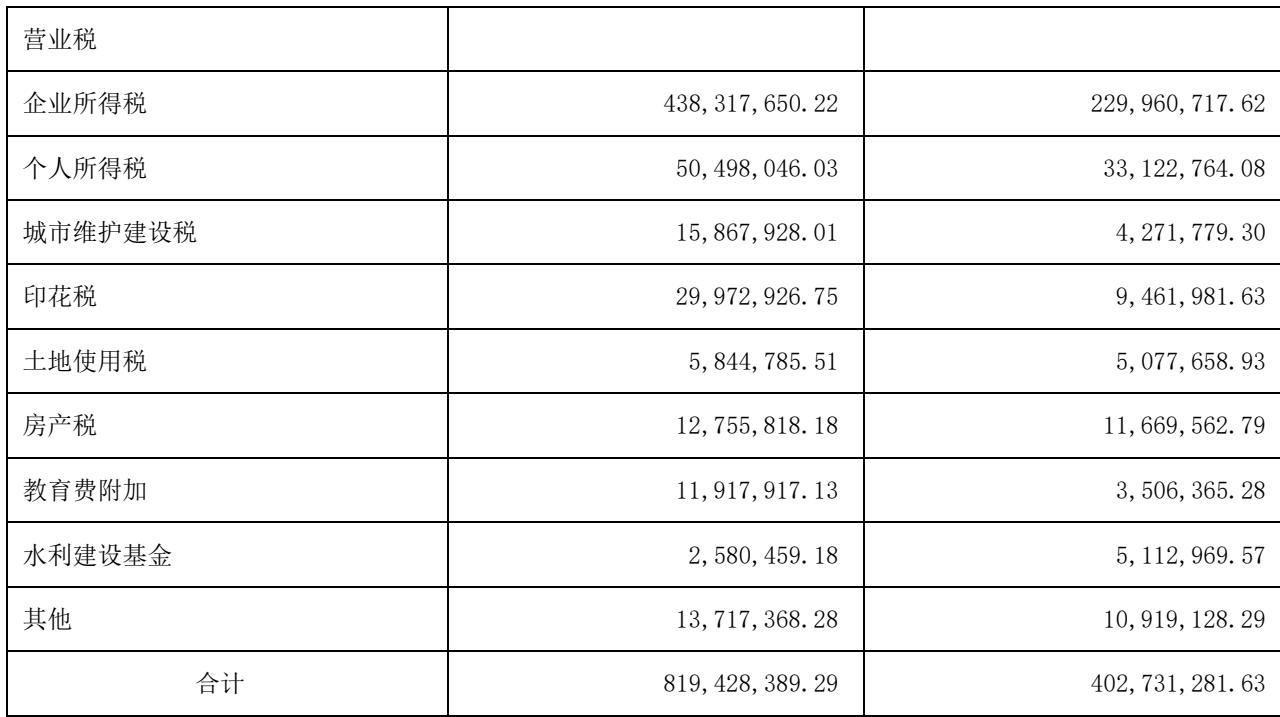 营业税
企业所得税 438,317,650.22 229,960,717.62
个人所得税 50,498,046.03 33,122,764.08
城市维护建设税 15,867,928.01 4,271,779.30
印花税 29,972,926.75 9,461,981.63
土地使用税 5,844,785.51 5,077,658.93
房产税 12,755,818.18 11,669,562.79
教育费附加 11,917,917.13 3,506,365.28
水利建设基金 2,580,459.18 5,112,969.57
其他 13,717,368.28 10,919,128.29
合计 819,428,389.29 402,731,281.63